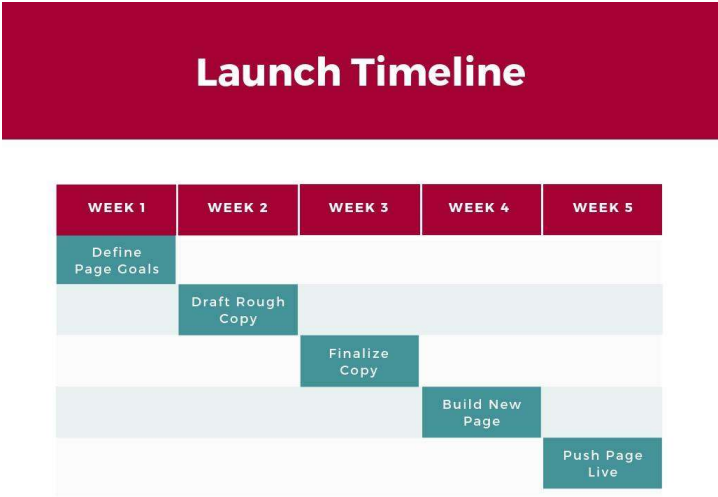 Launch Timeline
WEEK 1 WEEK 2 WEEK 3 WEEK 4 WEEK 5
Define
Page Goals
Draft Rough
Copy
Finalize
Copy
Build New
Page
Push Page
Live